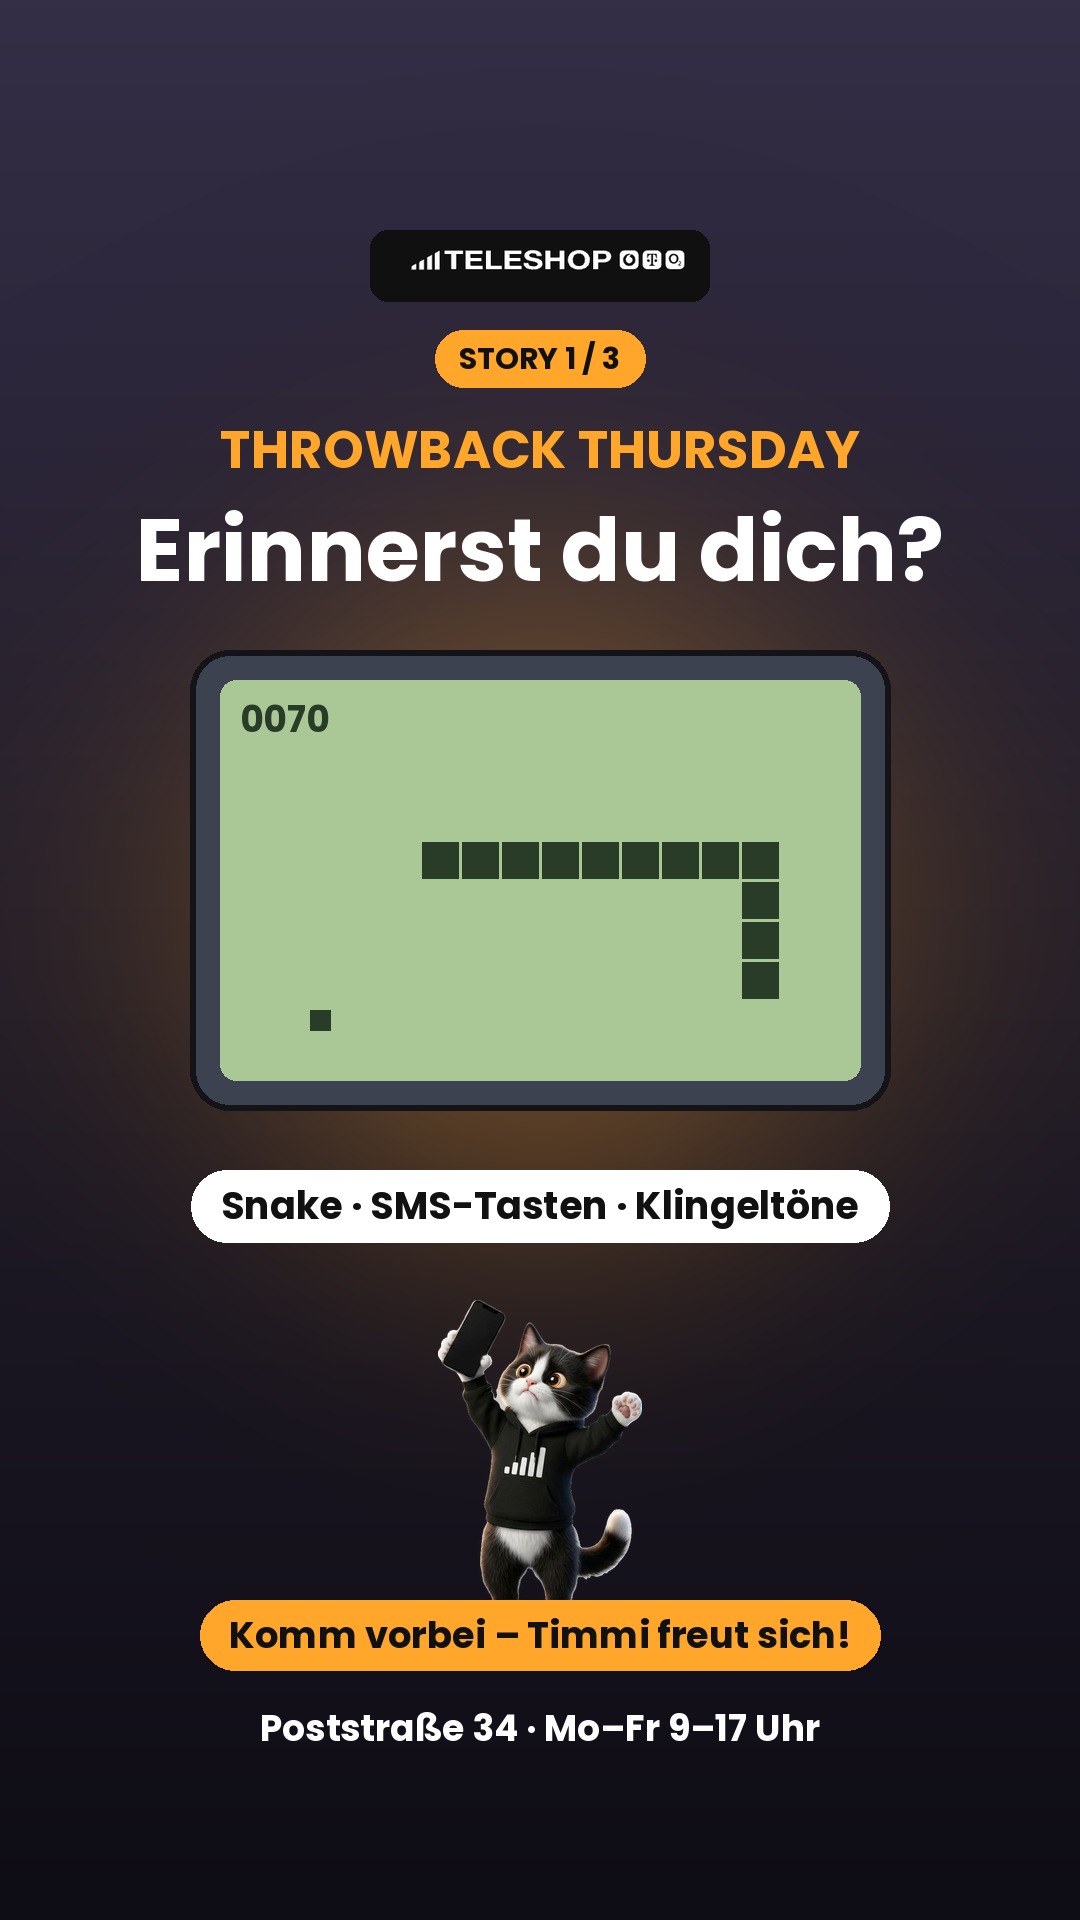 TELESHOP
STORY 1 / 3
THROWBACK THURSDAY
Erinnerst du dich?
0070
Snake · SMS-Tasten · Klingeltöne
Komm vorbei – Timmi freut sich!
Poststraße 34 · Mo–Fr 9–17 Uhr